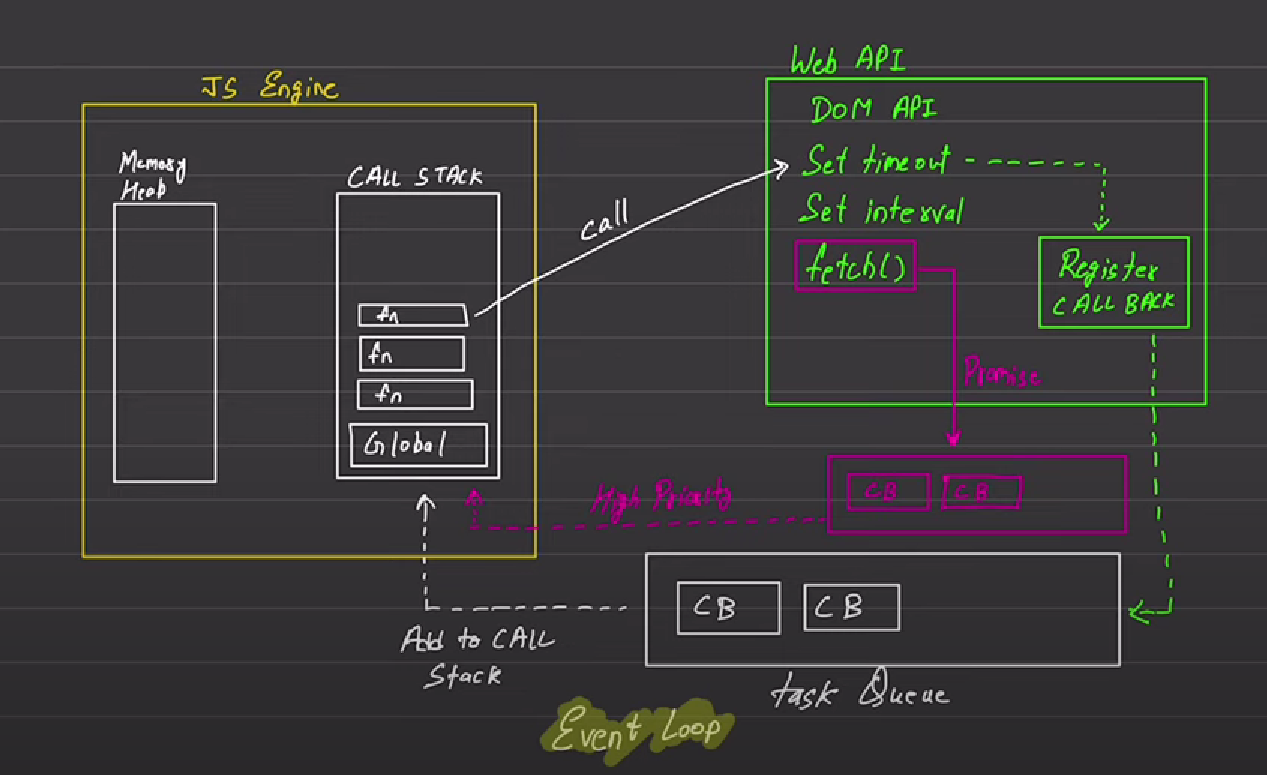 JS Engine
Memory
Heap
CALL STACK
fn
fn
fn
Global
call
Web API
DOM API
Set timeout
Set interval
fetch()
Register
CALL BACK
Promise
High Priority
CB CB
CB CB
Add to CALL
Stack
task Queue
Event Loop